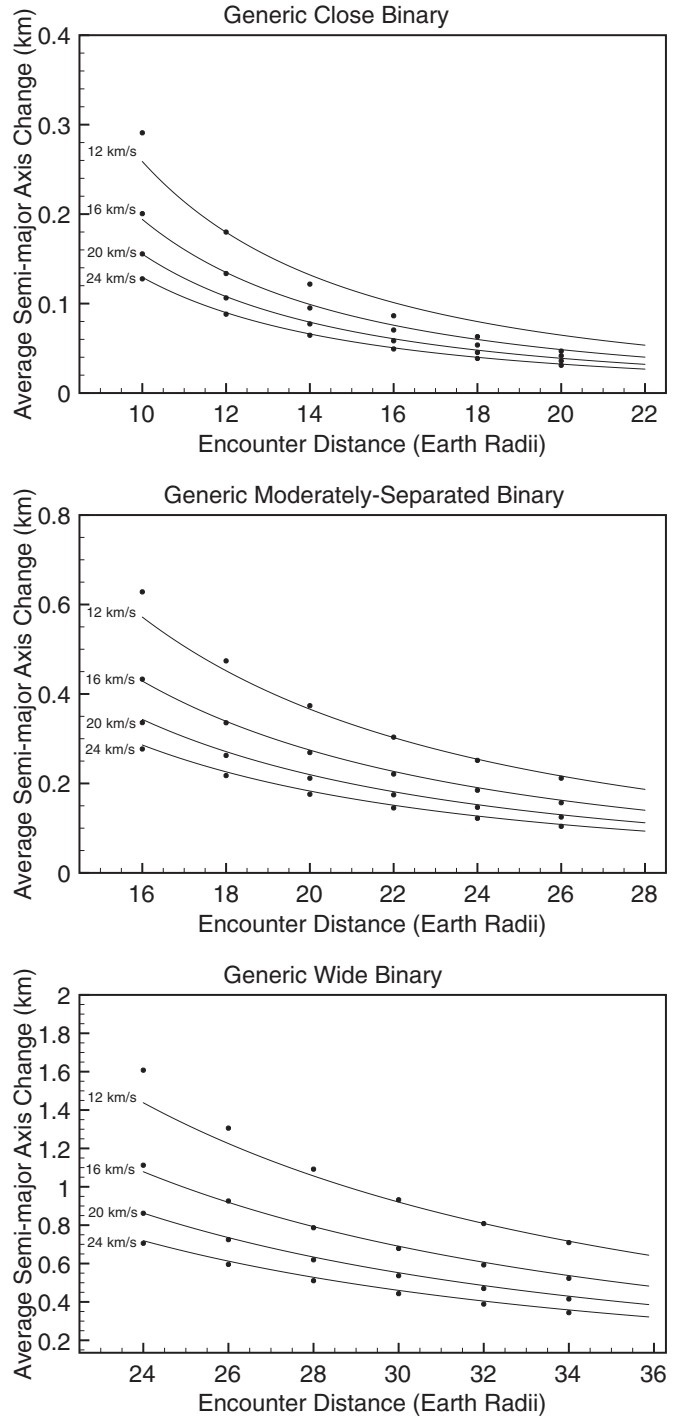 Generic Close Binary
Average Semi-major Axis Change (km)
0.4
0.3
0.2
0.1
0
12 km/s
16 km/s
20 km/s
24 km/s
10 12 14 16 18 20 22
Encounter Distance (Earth Radii)
Generic Moderately-Separated Binary
Average Semi-major Axis Change (km)
0.8
0.6
0.4
0.2
0
12 km/s
16 km/s
20 km/s
24 km/s
16 18 20 22 24 26 28
Encounter Distance (Earth Radii)
Generic Wide Binary
Average Semi-major Axis Change (km)
2
1.8
1.6
1.4
1.2
1
0.8
0.6
0.4
0.2
12 km/s
16 km/s
20 km/s
24 km/s
24 26 28 30 32 34 36
Encounter Distance (Earth Radii)